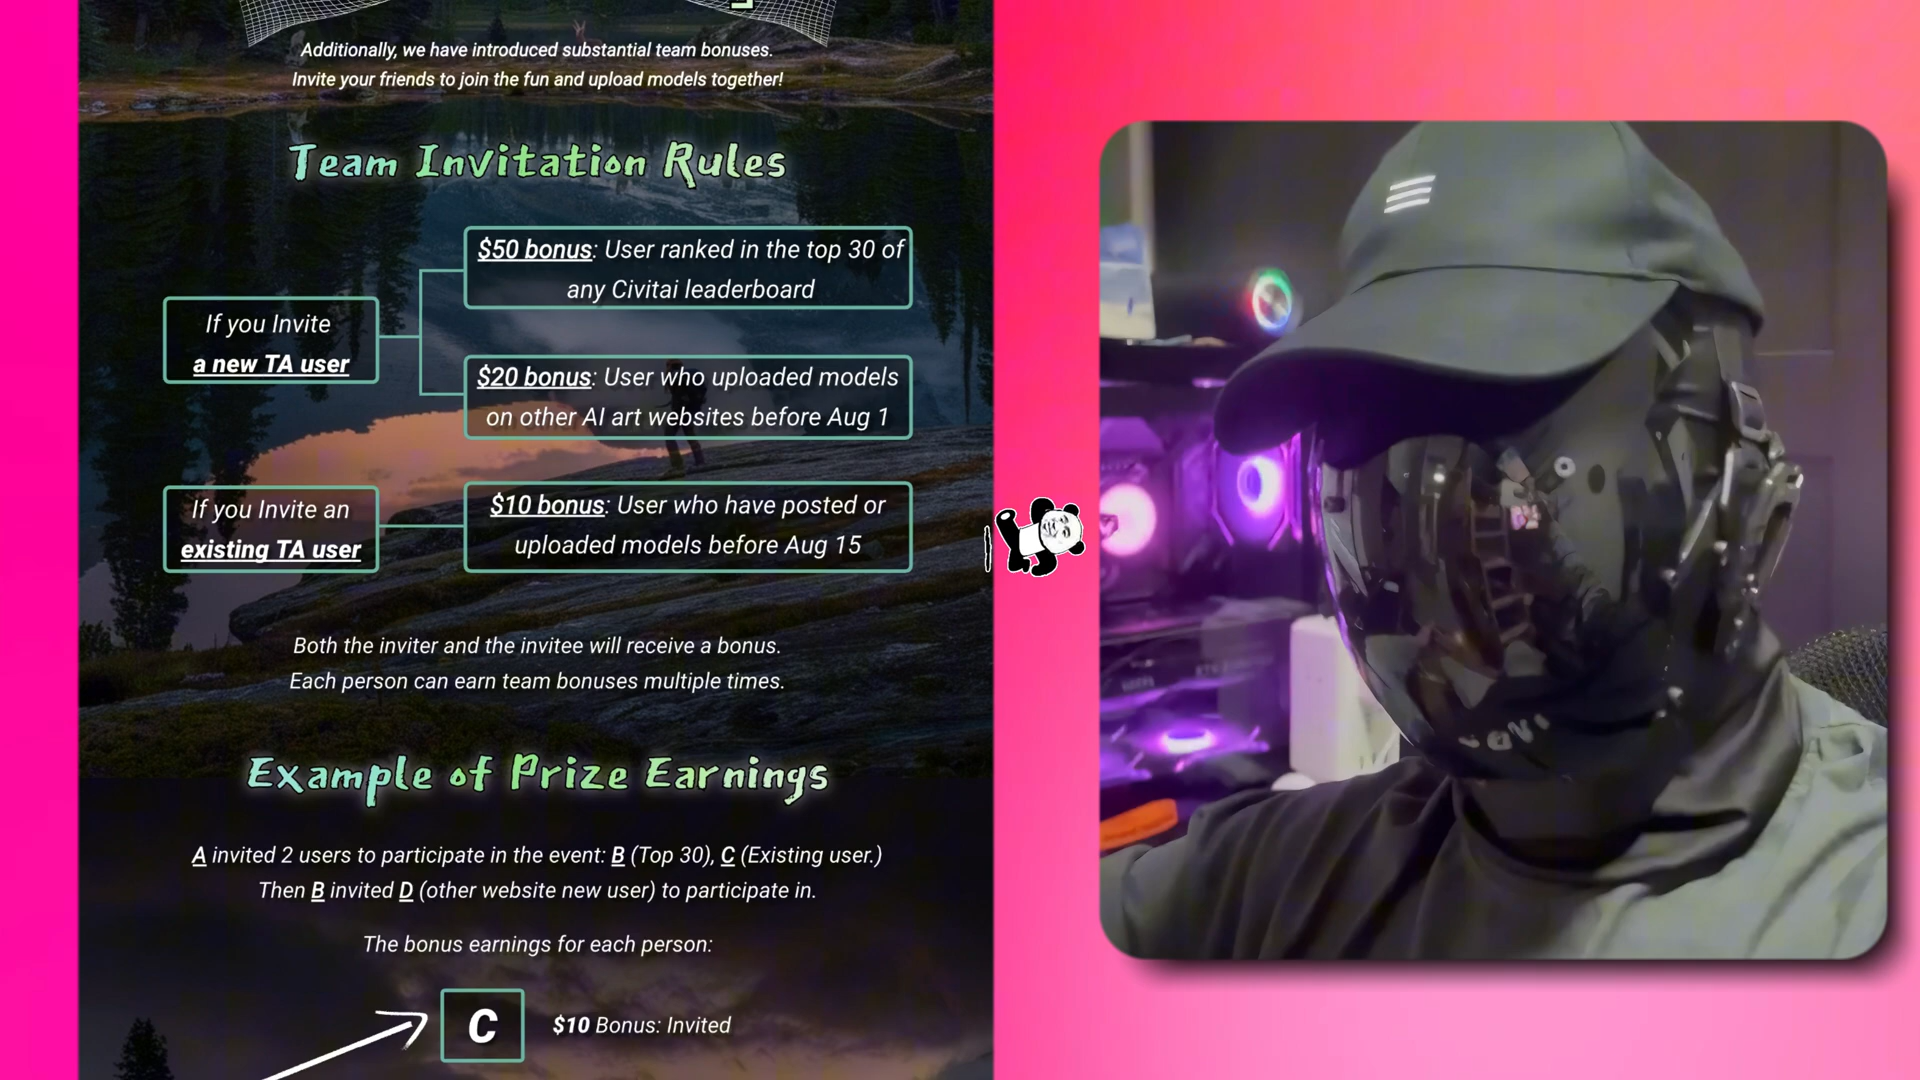 Additionally, we have introduced substantial team bonuses.
Invite your friends to join the fun and upload models together!
Team Invitation Rules
If you Invite
a new TA user
$50 bonus: User ranked in the top 30 of
any Civitai leaderboard
$20 bonus: User who uploaded models
on other AI art websites before Aug 1
If you Invite an
existing TA user
$10 bonus: User who have posted or
uploaded models before Aug 15
Both the inviter and the invitee will receive a bonus.
Each person can earn team bonuses multiple times.
Example of Prize Earnings
A invited 2 users to participate in the event: B (Top 30), C (Existing user.)
Then B invited D (other website new user) to participate in.
The bonus earnings for each person:
C
$10 Bonus: Invited